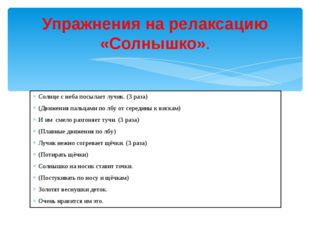 Упражнения на релаксацию
«Солнышко».
Солнце с неба посылает лучик. (3 раза)
(Движения пальцами по лбу от середины к вискам)
И им смело разгоняет тучи. (3 раза)
(Плавные движения по лбу)
Лучик нежно согревает щёчки. (3 раза)
(Потирать щёчки)
Солнышко на носик ставит точки.
(Постукивать по носу и щёчкам)
Золотят веснушки деток.
Очень нравится им это.